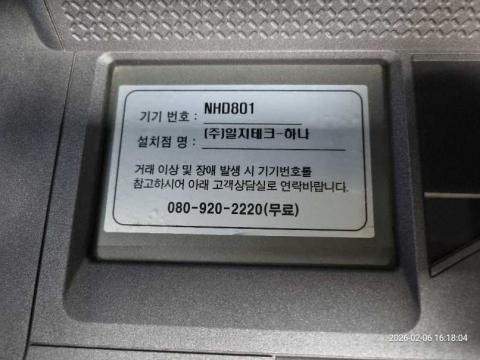 기기 번호 : NHD801
설치점 명 : (주)일지테크-하나
거래 이상 및 장애 발생 시 기기번호를
참고하시어 아래 고객상담실로 연락바랍니다.
080-920-2220(무료)
2026-02-06 16:18:04